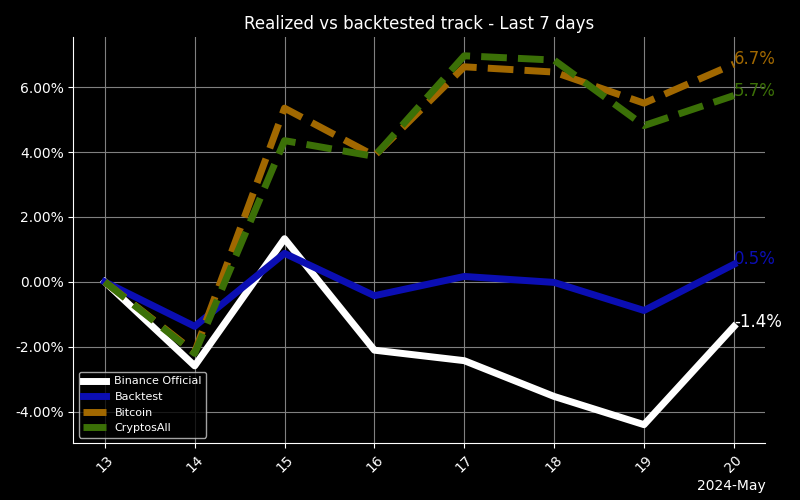 Realized vs backtested track - Last 7 days
6.7%
5.7%
6.00%
4.00%
2.00%
0.00%
0.5%
-1.4%
-2.00%
-4.00%
Binance Official
Backtest
Bitcoin
CryptosAll
13 14 15 16 17 18 19 20
2024-May